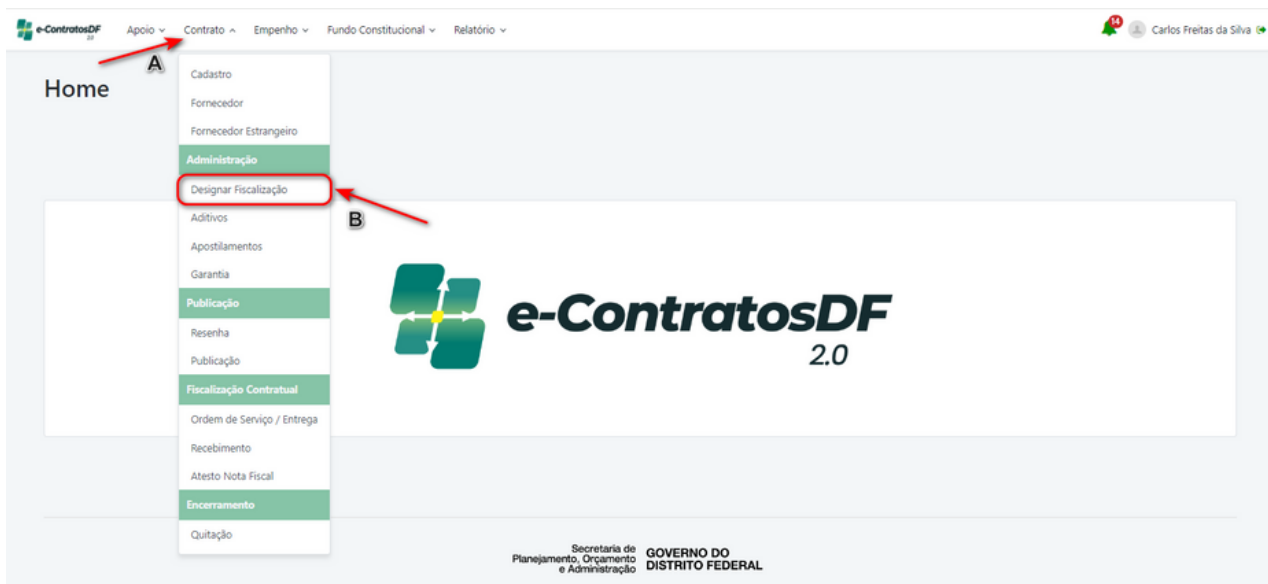 e-ContratosDF
2.0
Apoio
Contrato
Empenho
Fundo Constitucional
Relatório
14
Carlos Freitas da Silva
A
Home
Cadastro
Fornecedor
Fornecedor Estrangeiro
Administração
Designar Fiscalização
B
Aditivos
Apostilamentos
Garantia
Publicação
Resenha
Publicação
Fiscalização Contratual
Ordem de Serviço / Entrega
Recebimento
Atesto Nota Fiscal
Encerramento
Quitação
e-ContratosDF
2.0
Secretaria de
Planejamento, Orçamento
e Administração
GOVERNO DO
DISTRITO FEDERAL